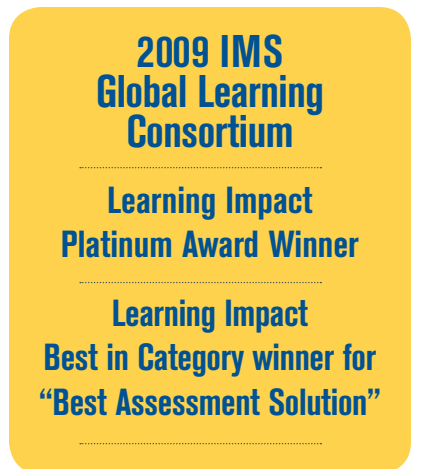 2009 IMS
Global Learning
Consortium
Learning Impact
Platinum Award Winner
Learning Impact
Best in Category winner for
“Best Assessment Solution”